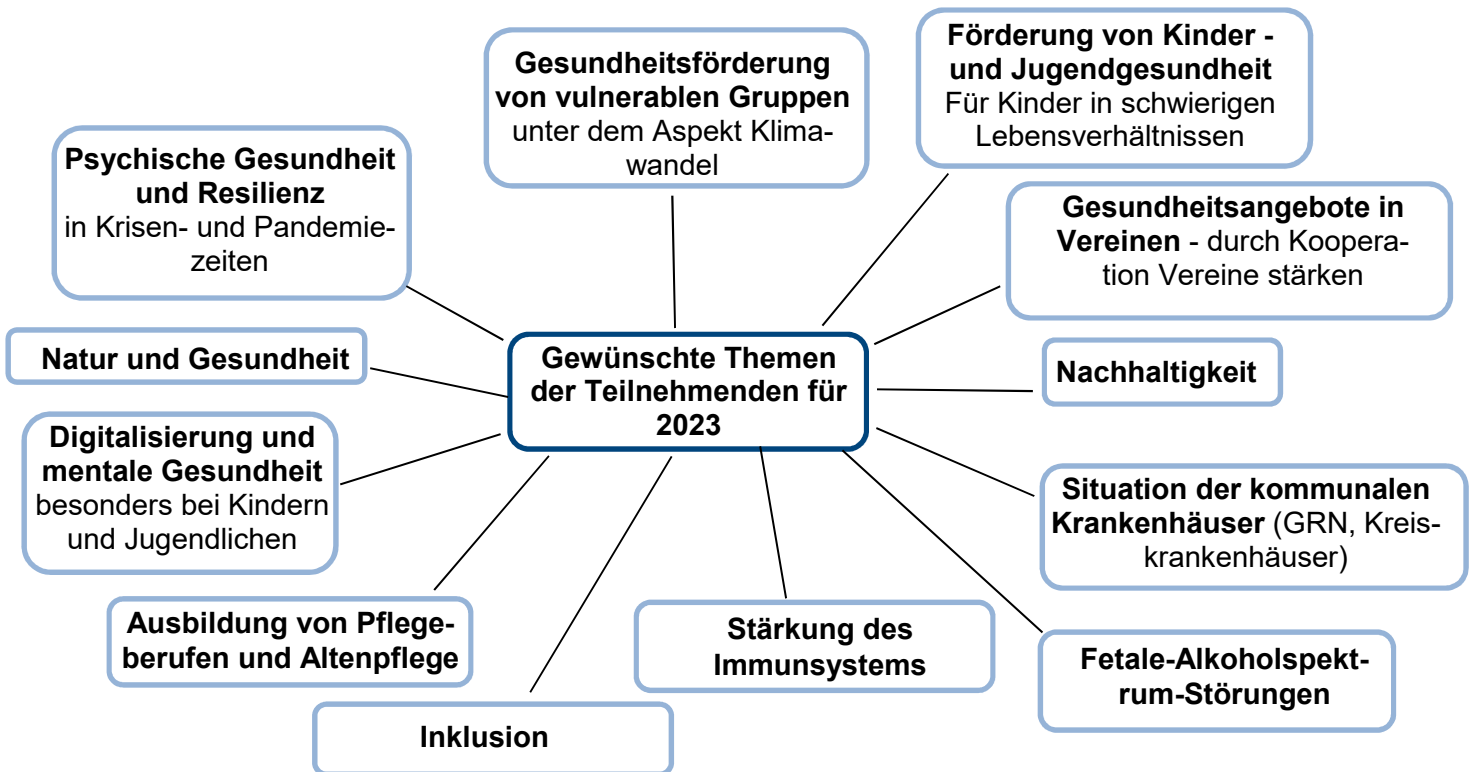 Gesundheitsförderung
von vulnerablen Gruppen
unter dem Aspekt Klima-
wandel
Förderung von Kinder -
und Jugendgesundheit
Für Kinder in schwierigen
Lebensverhältnissen
Psychische Gesundheit
und Resilienz
in Krisen- und Pandemie-
zeiten
Gesundheitsangebote in
Vereinen - durch Koopera-
tion Vereine stärken
Natur und Gesundheit
Gewünschte Themen
der Teilnehmenden für
2023
Nachhaltigkeit
Digitalisierung und
mentale Gesundheit
besonders bei Kindern
und Jugendlichen
Situation der kommunalen
Krankenhäuser (GRN, Kreis-
krankenhäuser)
Ausbildung von Pflege-
berufen und Altenpflege
Stärkung des
Immunsystems
Fetale-Alkoholspekt-
rum-Störungen
Inklusion